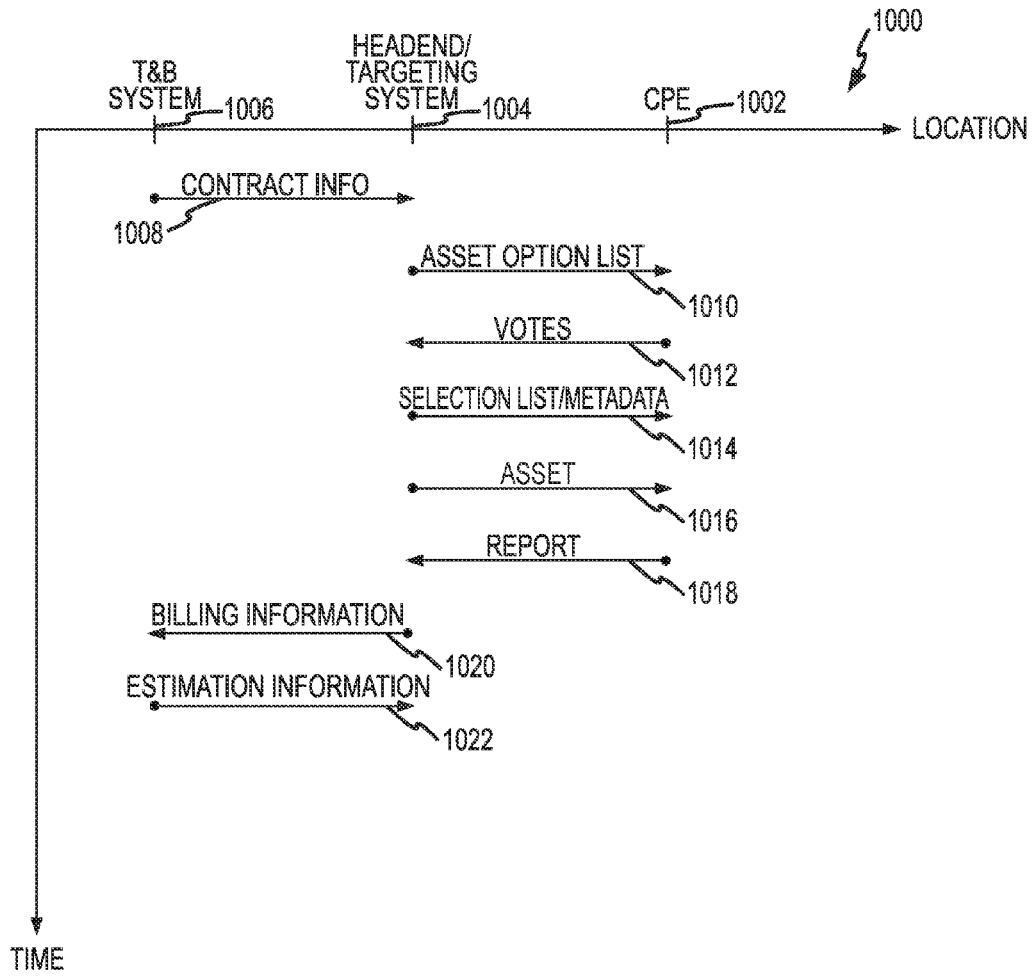 1000
HEADEND/
TARGETING
SYSTEM
T&B
SYSTEM
1006
1004
CPE
1002
LOCATION
CONTRACT INFO
1008
ASSET OPTION LIST
1010
VOTES
1012
SELECTION LIST/METADATA
1014
ASSET
1016
REPORT
1018
BILLING INFORMATION
1020
ESTIMATION INFORMATION
1022
TIME